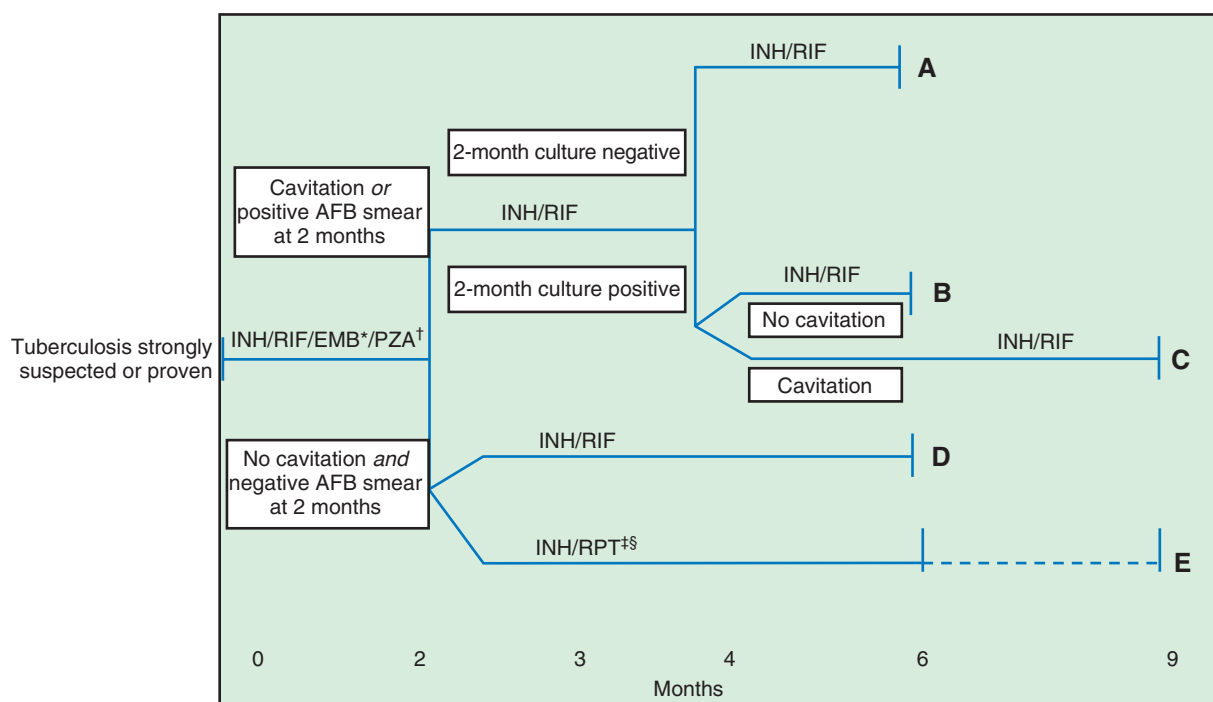 INH/RIF
A
2-month culture negative
Cavitation or
positive AFB smear
at 2 months
INH/RIF
2-month culture positive
INH/RIF
B
No cavitation
INH/RIF
C
Cavitation
Tuberculosis strongly
suspected or proven
INH/RIF/EMB*/PZA†
No cavitation and
negative AFB smear
at 2 months
INH/RIF
D
INH/RPT‡§
E
0 2 3 4 6 9
Months